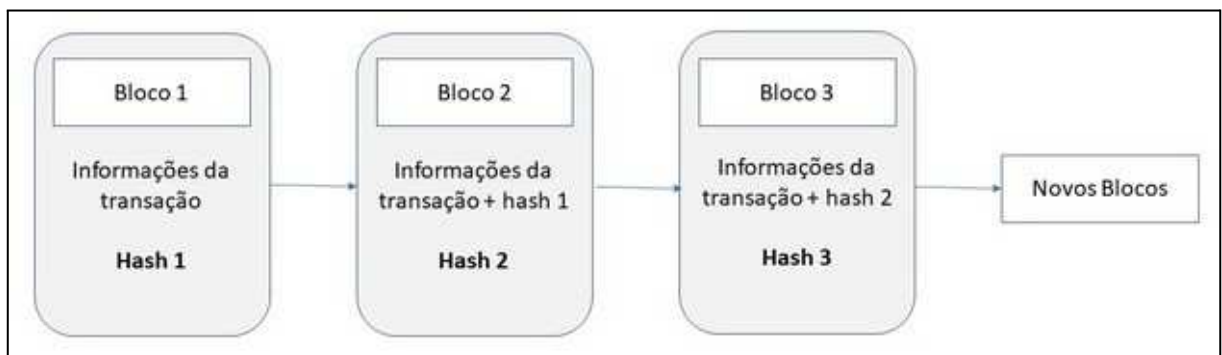 Bloco 1
Informações da
transação
Hash 1
Bloco 2
Informações da
transação + hash 1
Hash 2
Bloco 3
Informações da
transação + hash 2
Hash 3
Novos Blocos